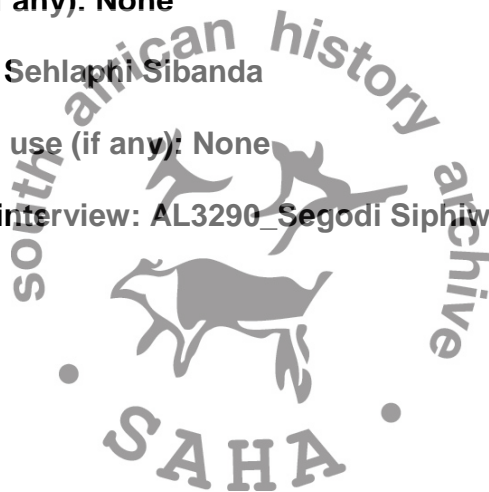 any): None
Sehlaphi Sibanda
use (if any): None
interview: AL3290_Segodi Siphiw
south african history archive
• SAHA •